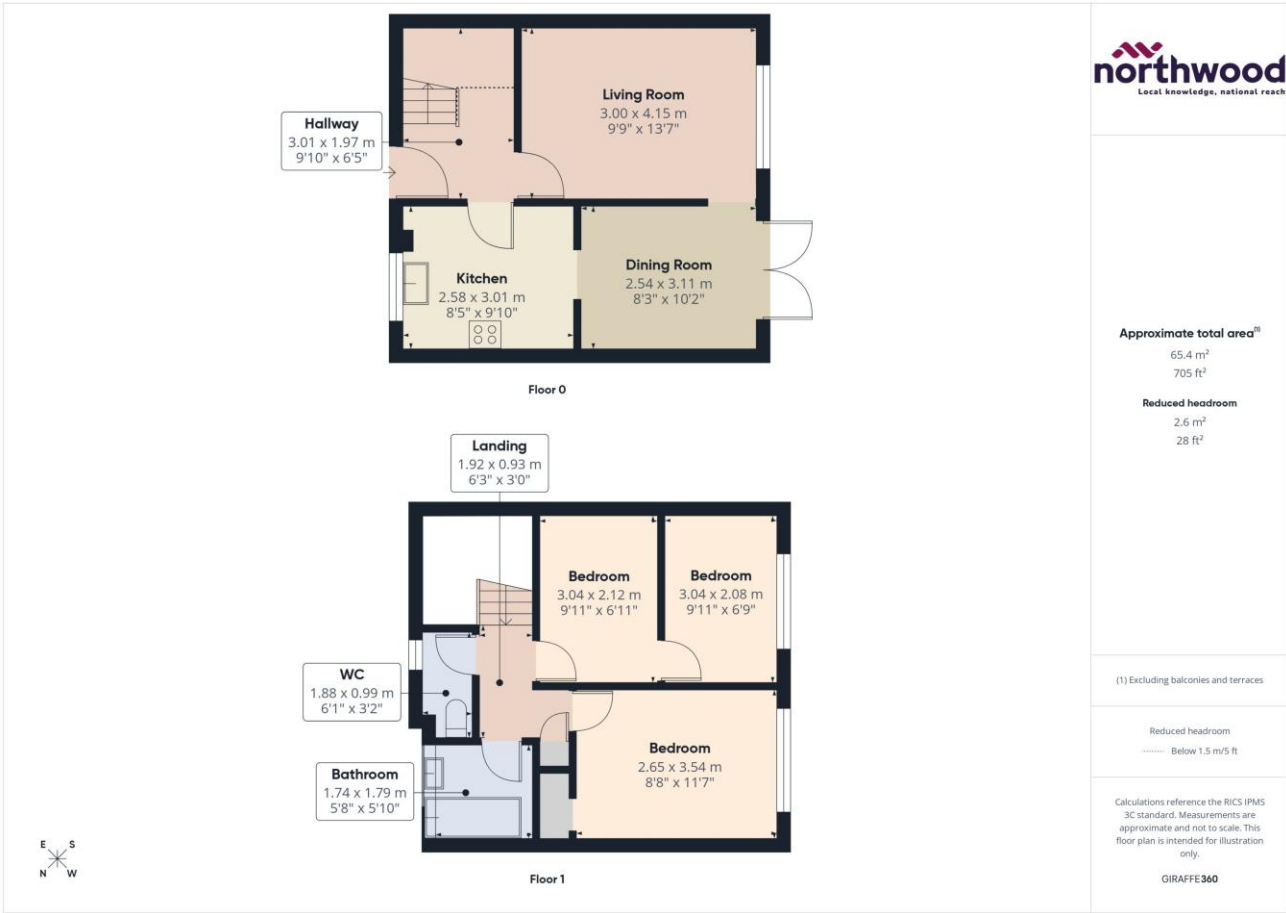 Hallway
3.01 x 1.97 m
9'10" x 6'5"
Living Room
3.00 x 4.15 m
9'9" x 13'7"
Kitchen
2.58 x 3.01 m
8'5" x 9'10"
Dining Room
2.54 x 3.11 m
8'3" x 10'2"
Floor 0
Landing
1.92 x 0.93 m
6'3" x 3'0"
Bedroom
3.04 x 2.12 m
9'11" x 6'11"
Bedroom
3.04 x 2.08 m
9'11" x 6'9"
WC
1.88 x 0.99 m
6'1" x 3'2"
Bathroom
1.74 x 1.79 m
5'8" x 5'10"
Bedroom
2.65 x 3.54 m
8'8" x 11'7"
Floor 1
E S
N W
northwood
Local knowledge, national reach
Approximate total area(1)
65.4 m²
705 ft²
Reduced headroom
2.6 m²
28 ft²
(1) Excluding balconies and terraces
Reduced headroom
Below 1.5 m/5 ft
Calculations reference the RICS IPMS
3C standard. Measurements are
approximate and not to scale. This
floor plan is intended for illustration
only.
GIRAFFE360